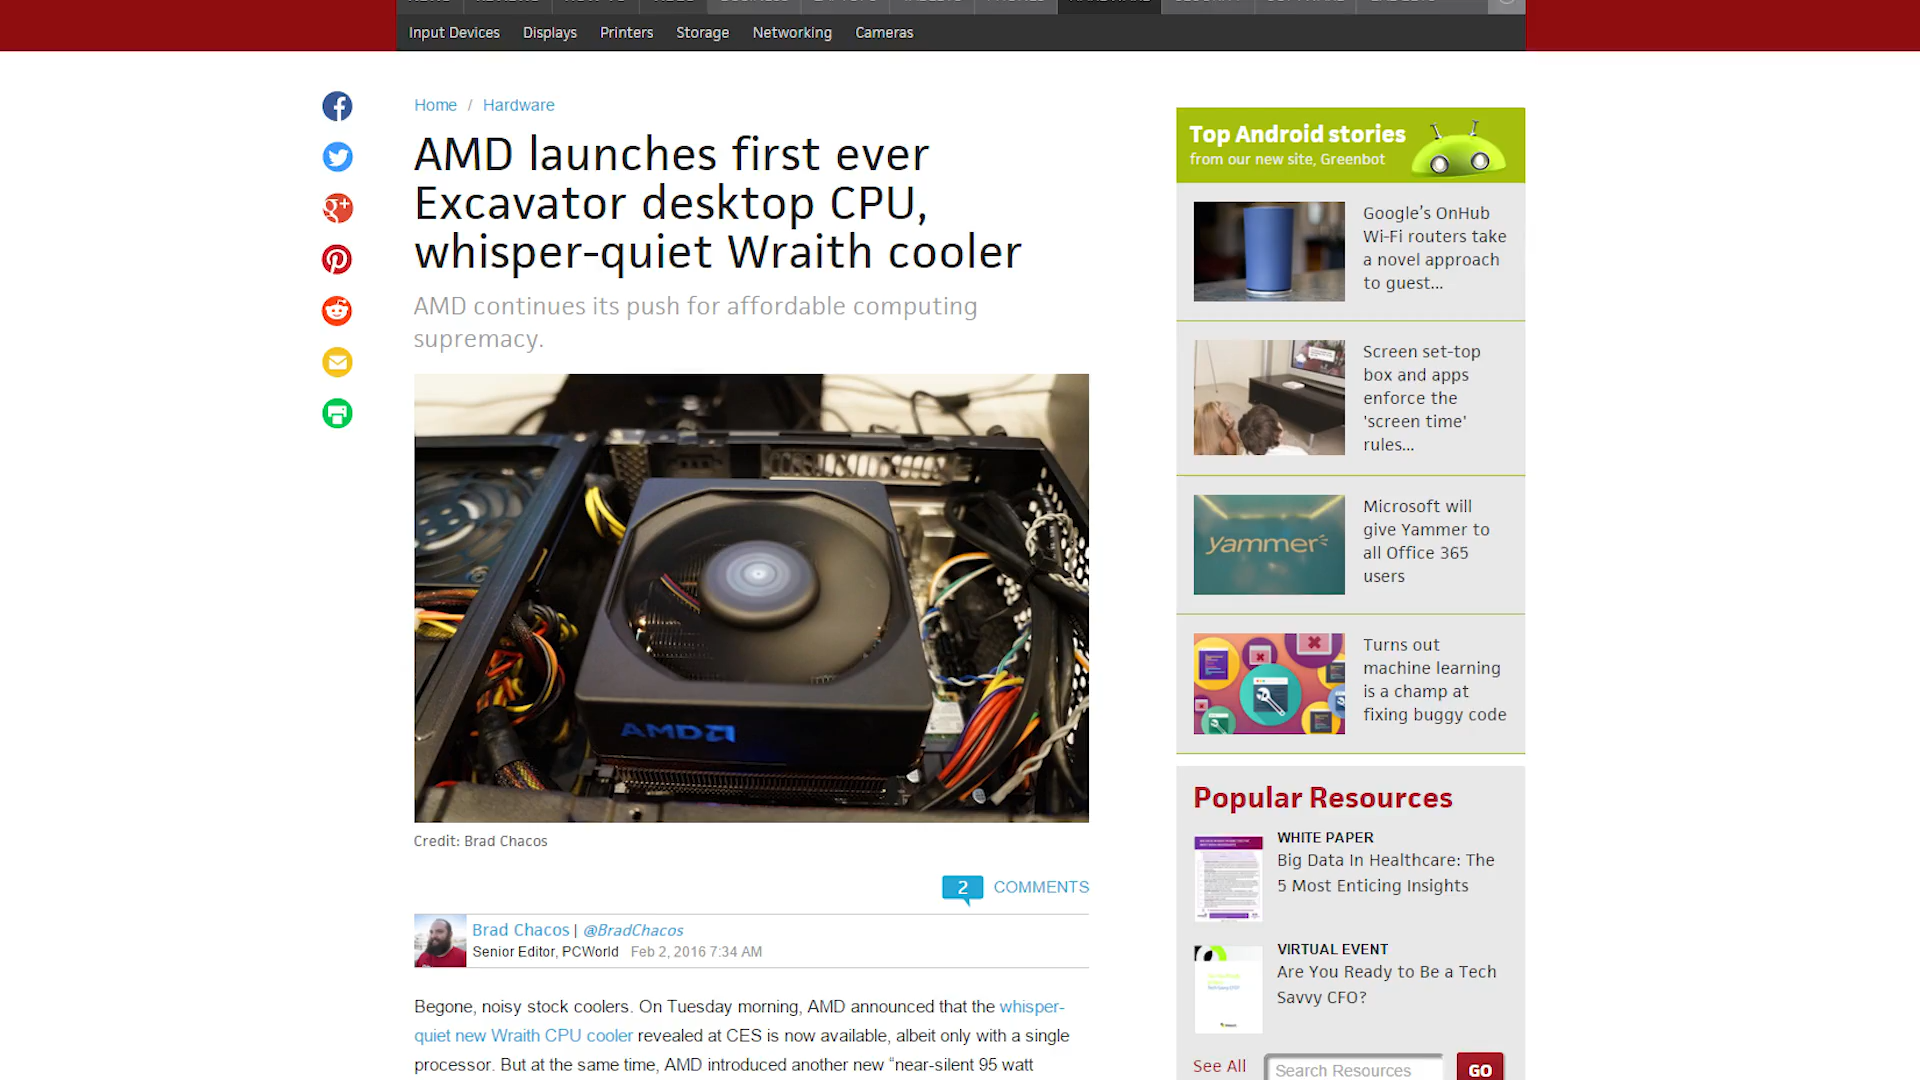 Input Devices Displays Printers Storage Networking Cameras
Home / Hardware
AMD launches first ever
Excavator desktop CPU,
whisper-quiet Wraith cooler
AMD continues its push for affordable computing
supremacy.
AMD
Credit: Brad Chacos
2 COMMENTS
Brad Chacos | @BradChacos
Senior Editor, PCWorld Feb 2, 2016 7:34 AM
Begone, noisy stock coolers. On Tuesday morning, AMD announced that the whisper-
quiet new Wraith CPU cooler revealed at CES is now available, albeit only with a single
processor. But at the same time, AMD introduced another new “near-silent 95 watt
Top Android stories
from our new site, Greenbot
Google’s OnHub
Wi-Fi routers take
a novel approach
to guest...
Screen set-top
box and apps
enforce the
'screen time'
rules...
yammer
Microsoft will
give Yammer to
all Office 365
users
Turns out
machine learning
is a champ at
fixing buggy code
Popular Resources
WHITE PAPER
Big Data In Healthcare: The
5 Most Enticing Insights
VIRTUAL EVENT
Are You Ready to Be a Tech
Savvy CFO?
See All Search Resources GO